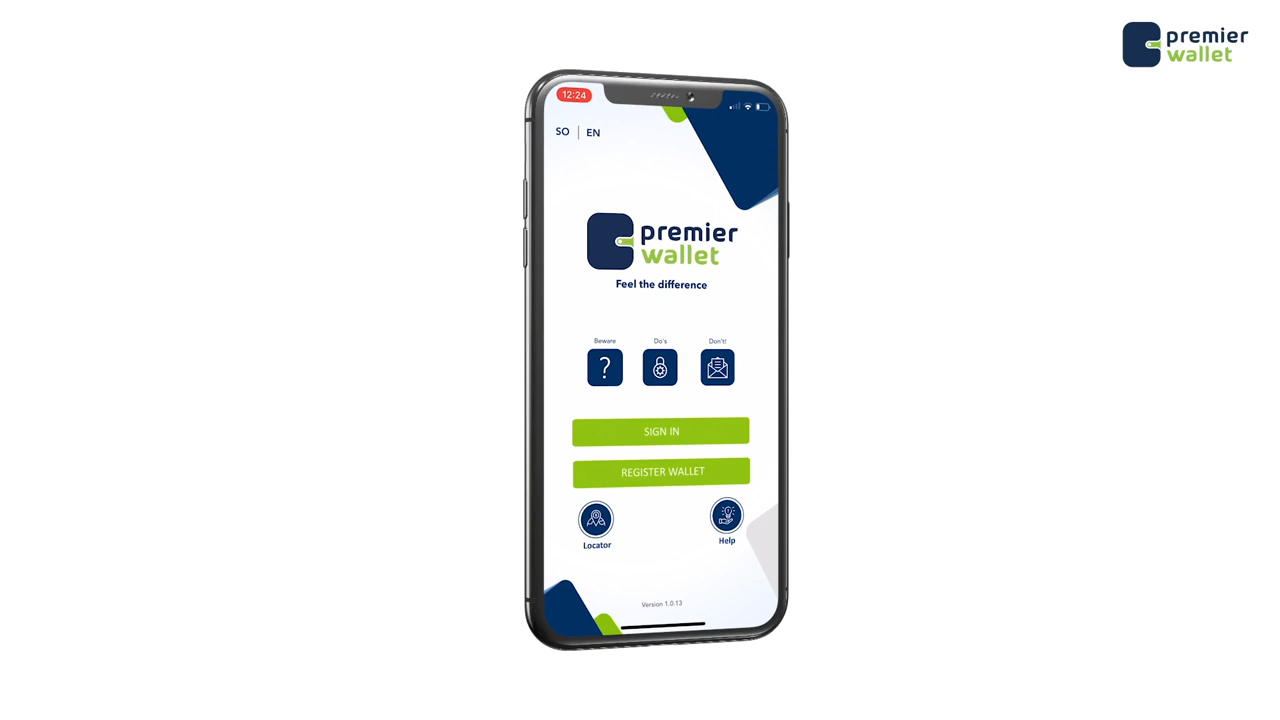 premier
wallet
12:24
SO | EN
premier
wallet
Feel the difference
Beware
Do's
Don't!
SIGN IN
REGISTER WALLET
Locator
Help
Version 1.0.13